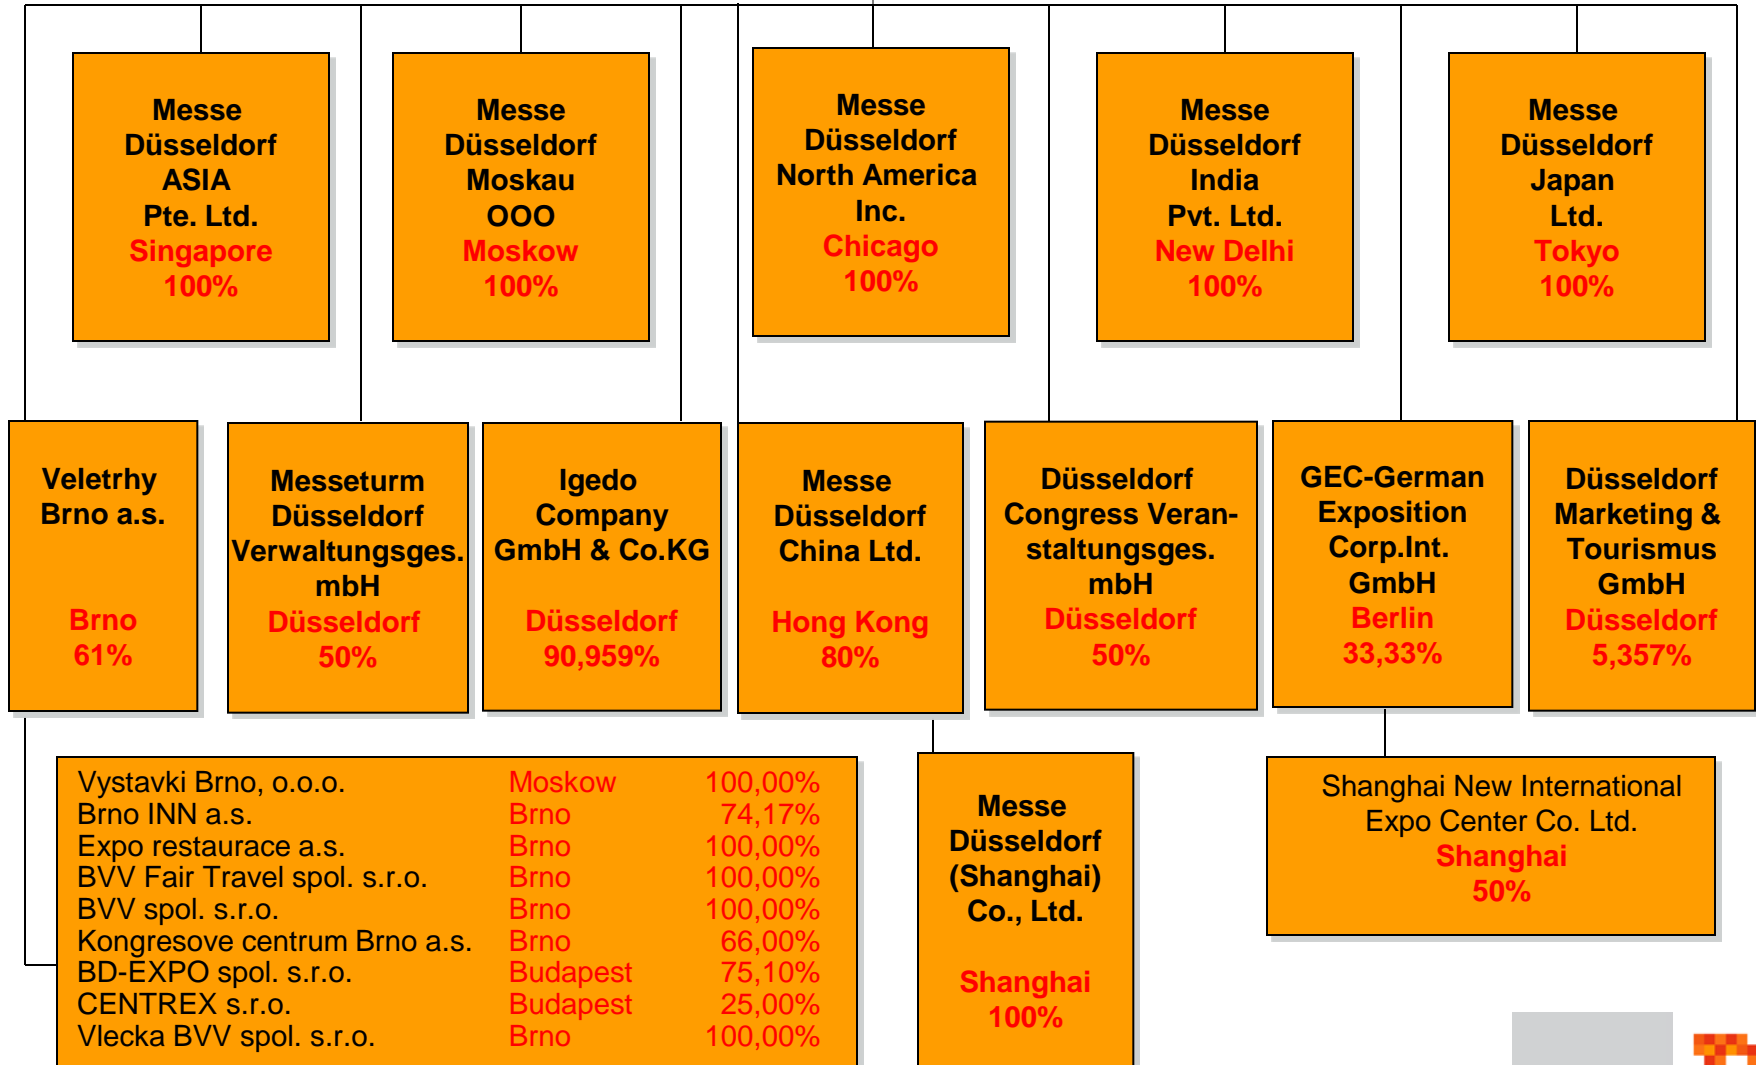 Messe
Düsseldorf
ASIA
Pte. Ltd.
Singapore
100%
Messe
Düsseldorf
Moskau
OOO
Moskow
100%
Messe
Düsseldorf
North America
Inc.
Chicago
100%
Messe
Düsseldorf
India
Pvt. Ltd.
New Delhi
100%
Messe
Düsseldorf
Japan
Ltd.
Tokyo
100%
Veletrhy
Brno a.s.
Brno
61%
Messeturm
Düsseldorf
Verwaltungsges.
mbH
Düsseldorf
50%
Igedo
Company
GmbH & Co.KG
Düsseldorf
90,959%
Messe
Düsseldorf
China Ltd.
Hong Kong
80%
Düsseldorf
Congress Veran-
staltungsges.
mbH
Düsseldorf
50%
GEC-German
Exposition
Corp.Int.
GmbH
Berlin
33,33%
Düsseldorf
Marketing &
Tourismus
GmbH
Düsseldorf
5,357%
Vystavki Brno, o.o.o. Moskow 100,00%
Brno INN a.s. Brno 74,17%
Expo restaurace a.s. Brno 100,00%
BVV Fair Travel spol. s.r.o. Brno 100,00%
BVV spol. s.r.o. Brno 100,00%
Kongresove centrum Brno a.s. Brno 66,00%
BD-EXPO spol. s.r.o. Budapest 75,10%
CENTREX s.r.o. Budapest 25,00%
Vlecka BVV spol. s.r.o. Brno 100,00%
Messe
Düsseldorf
(Shanghai)
Co., Ltd.
Shanghai
100%
Shanghai New International
Expo Center Co. Ltd.
Shanghai
50%